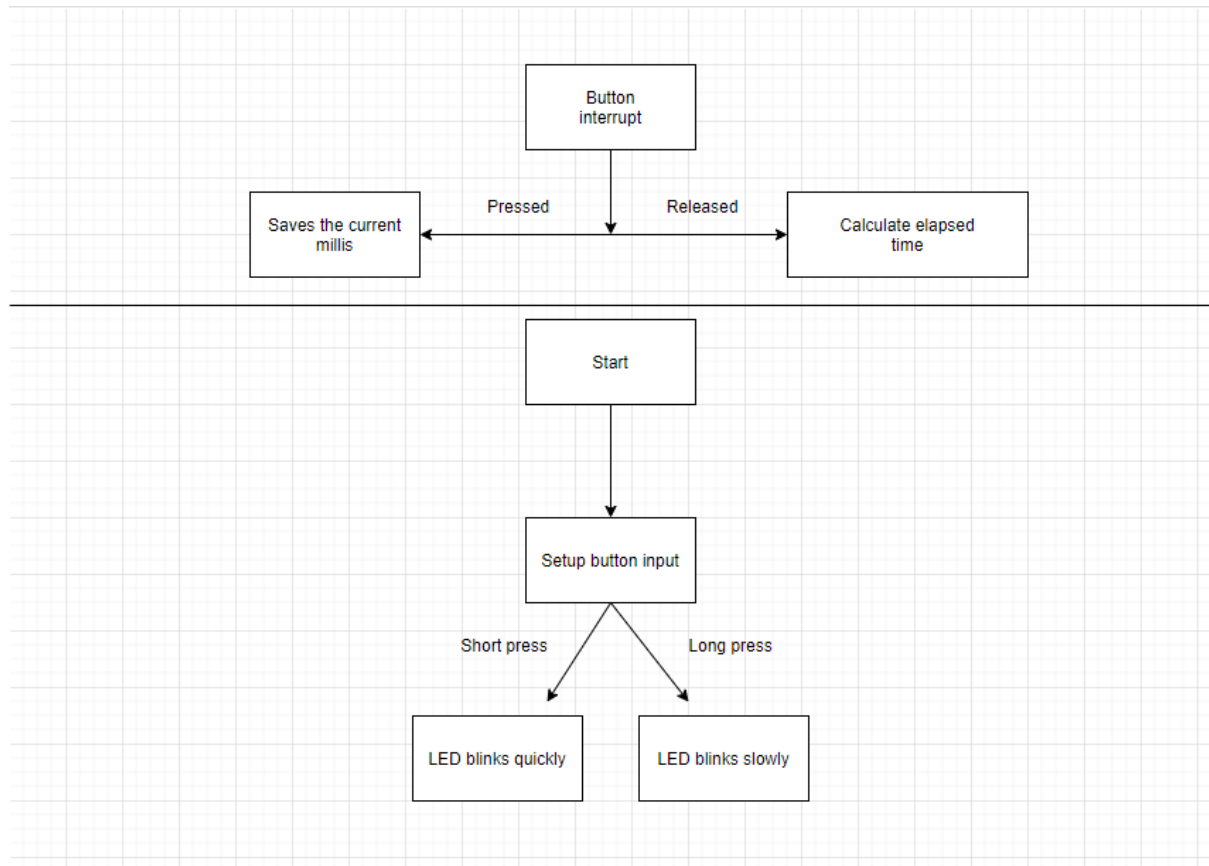 Button
interrupt
Pressed
Released
Saves the current
millis
Calculate elapsed
time
Start
Setup button input
Short press
Long press
LED blinks quickly
LED blinks slowly